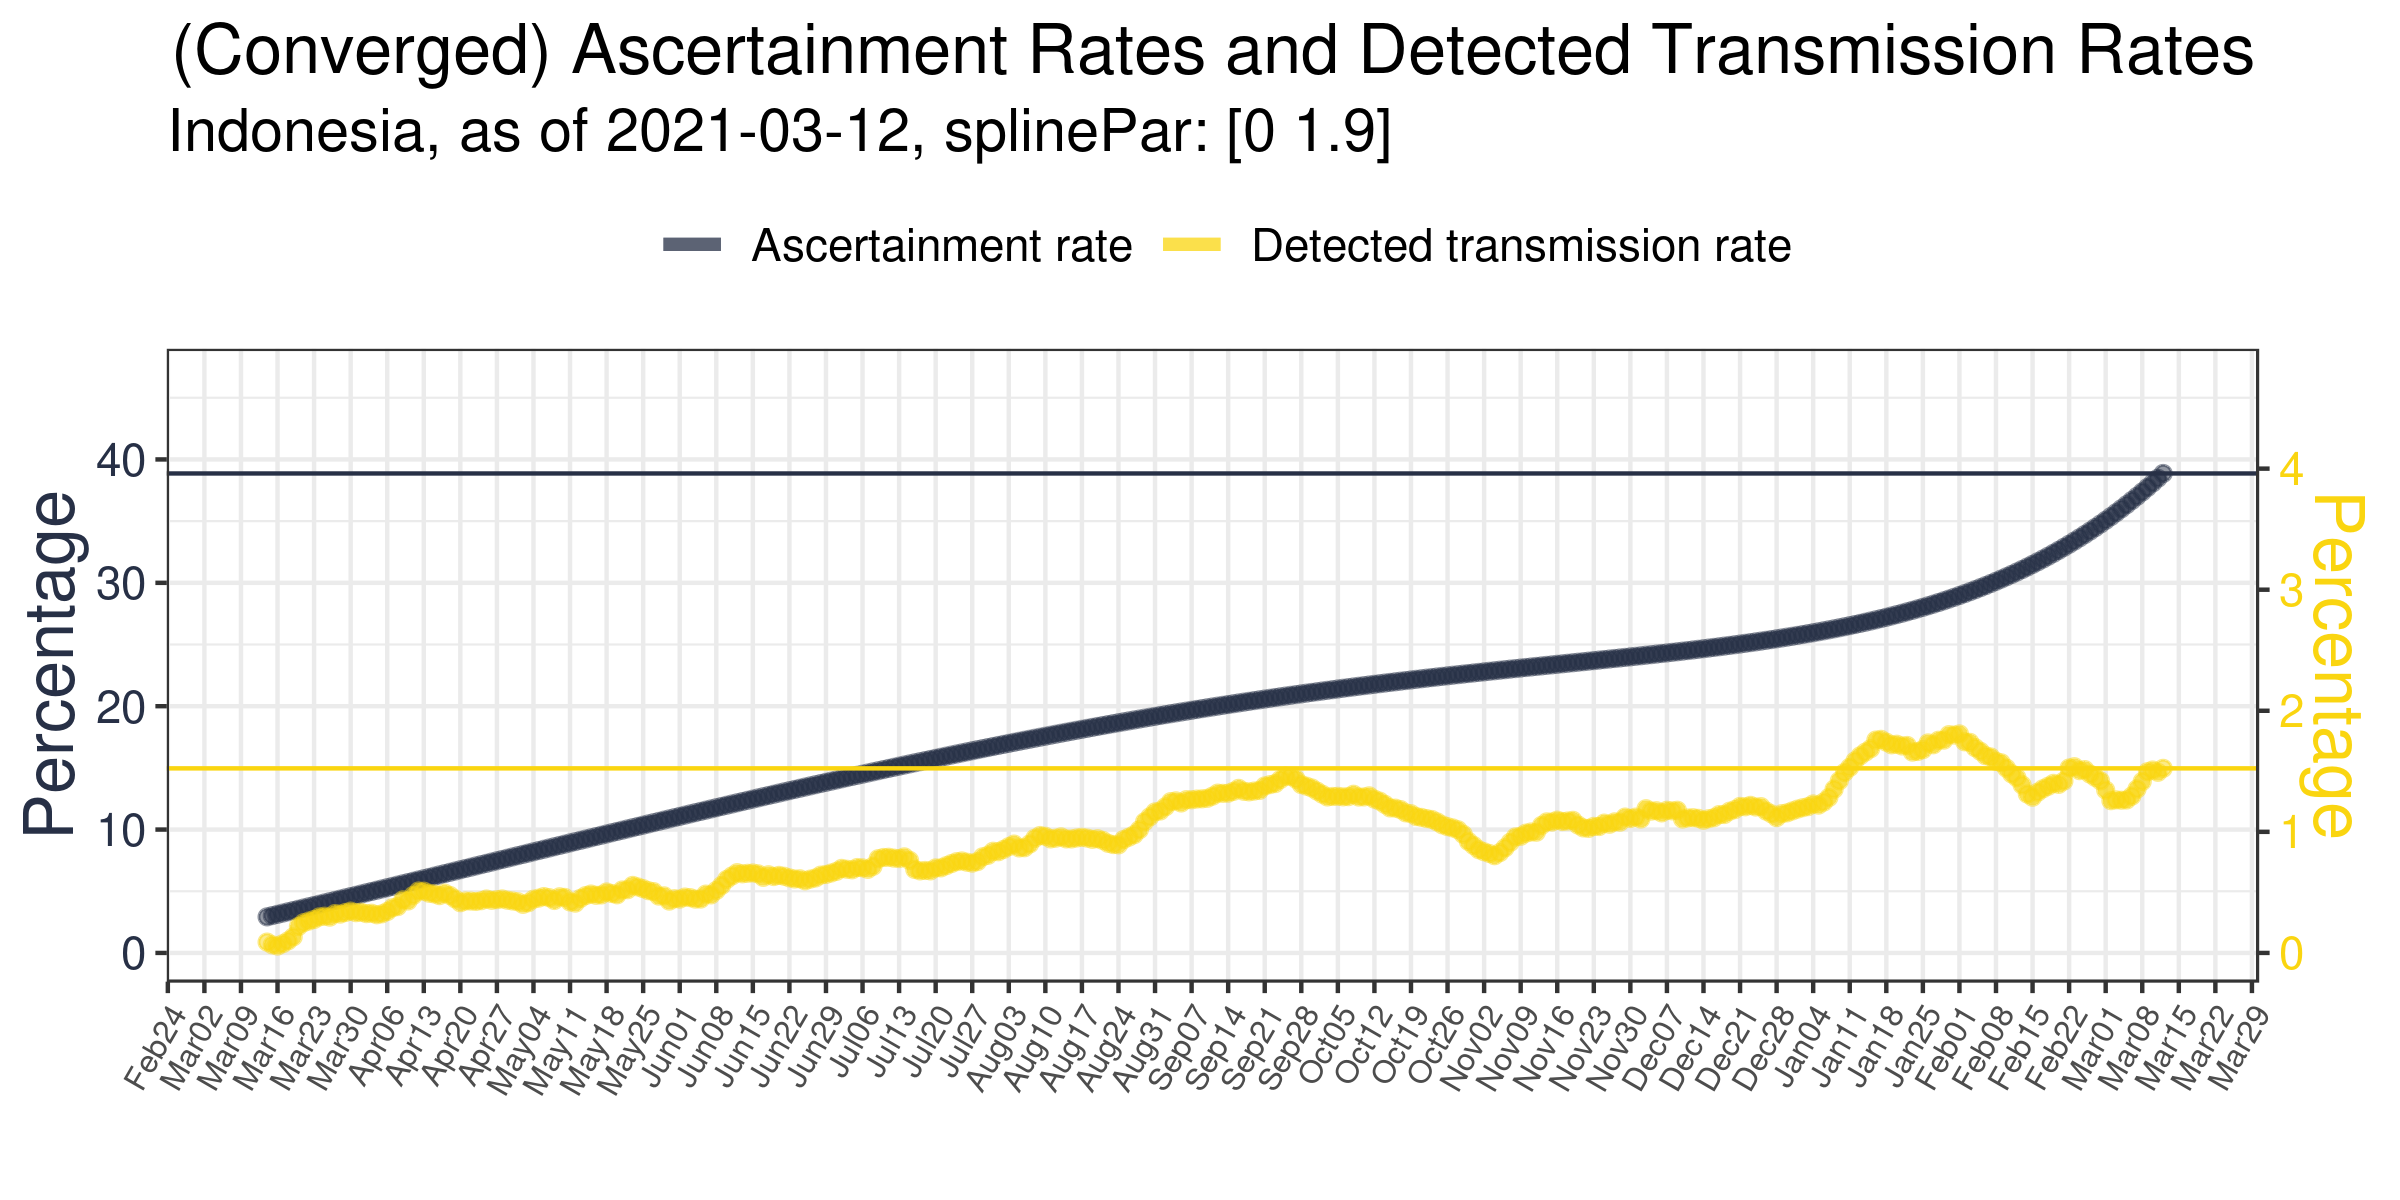 (Converged) Ascertainment Rates and Detected Transmission Rates
Indonesia, as of 2021-03-12, splinePar: [0 1.9]
Ascertainment rate
Detected transmission rate
Percentage
40
30
20
10
0
4
3
2
1
0
Percentage
Feb24
Mar02
Mar09
Mar16
Mar23
Mar30
Apr06
Apr13
Apr20
Apr27
May04
May11
May18
May25
Jun01
Jun08
Jun15
Jun22
Jun29
Jul06
Jul13
Jul20
Jul27
Aug03
Aug10
Aug17
Aug24
Aug31
Sep07
Sep14
Sep21
Sep28
Oct05
Oct12
Oct19
Oct26
Nov02
Nov09
Nov16
Nov23
Nov30
Dec07
Dec14
Dec21
Dec28
Jan04
Jan11
Jan18
Jan25
Feb01
Feb08
Feb15
Feb22
Mar01
Mar08
Mar15
Mar22
Mar29